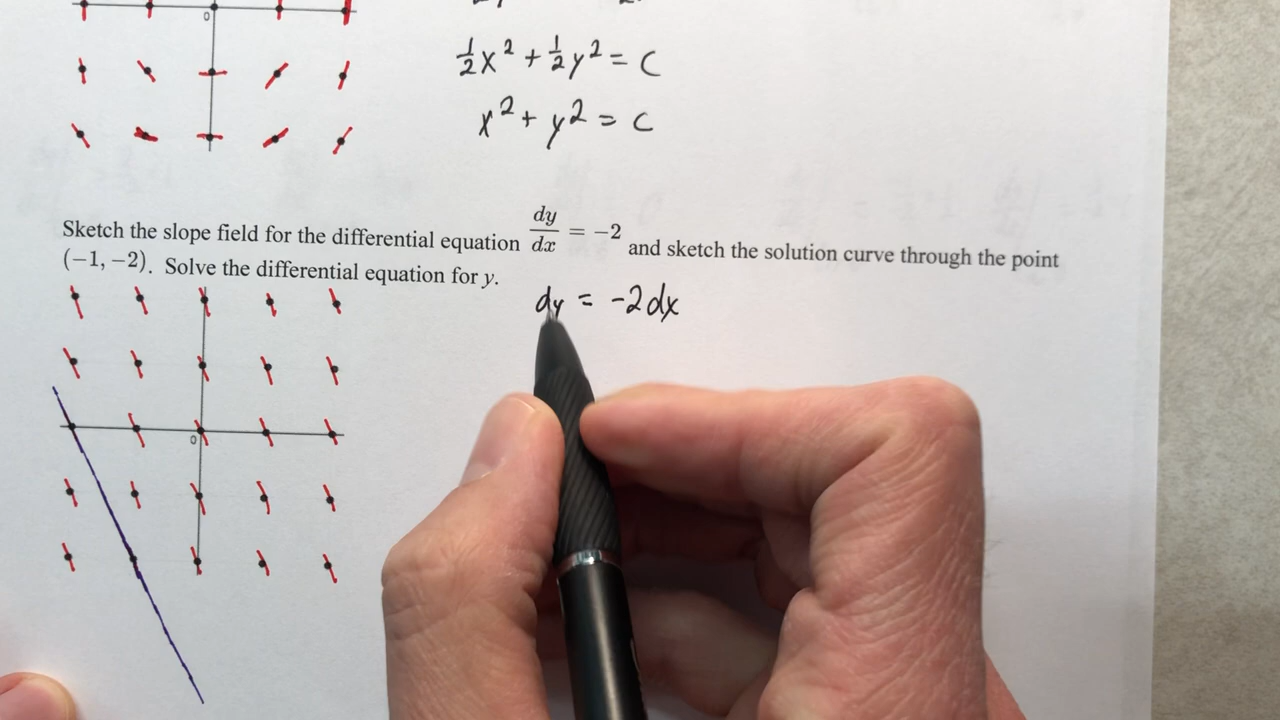 0
½x² + ½y² = C
x² + y² = C
Sketch the slope field for the differential equation dy/dx = −2 and sketch the solution curve through the point
(−1, −2). Solve the differential equation for y.
dy = -2dx
0